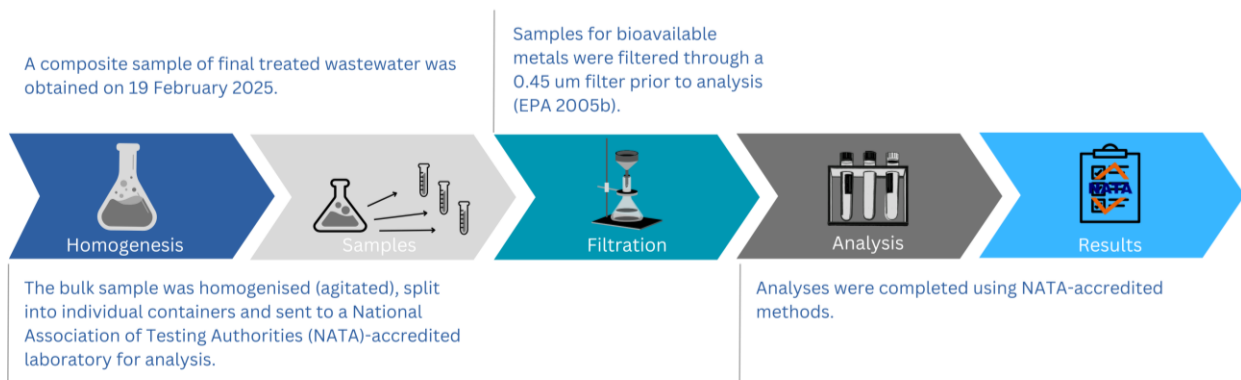 A composite sample of final treated wastewater was
obtained on 19 February 2025.
Samples for bioavailable
metals were filtered through a
0.45 um filter prior to analysis
(EPA 2005b).
Homogenesis
Samples
Filtration
Analysis
NATA
Results
The bulk sample was homogenised (agitated), split
into individual containers and sent to a National
Association of Testing Authorities (NATA)-accredited
laboratory for analysis.
Analyses were completed using NATA-accredited
methods.